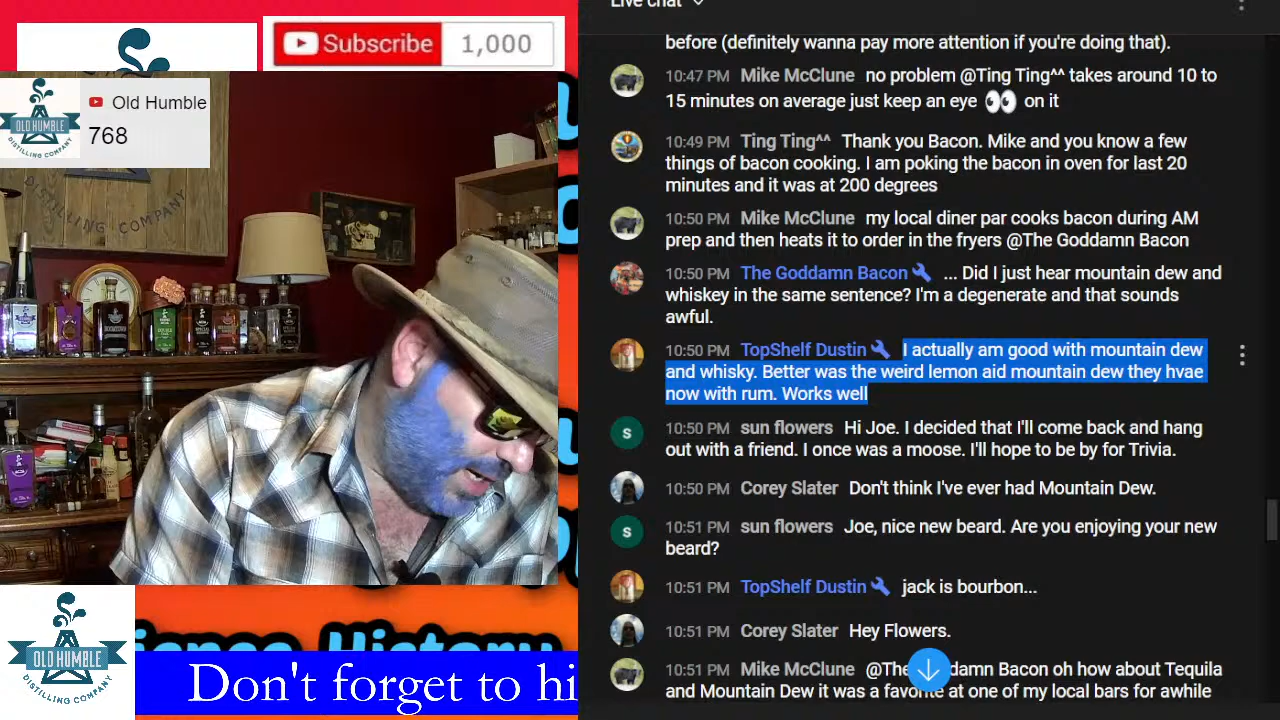 Subscribe 1,000
Old Humble
768
OLD HUMBLE
DISTILLING COMPANY
DISTILLING COMPANY
OLD HUMBLE
DISTILLING COMPANY
Don't forget to hi
History
Live chat
before (definitely wanna pay more attention if you're doing that).
10:47 PM Mike McClune no problem @Ting Ting^^ takes around 10 to
15 minutes on average just keep an eye 👀 on it
10:49 PM Ting Ting^^ Thank you Bacon. Mike and you know a few
things of bacon cooking. I am poking the bacon in oven for last 20
minutes and it was at 200 degrees
10:50 PM Mike McClune my local diner par cooks bacon during AM
prep and then heats it to order in the fryers @The Goddamn Bacon
10:50 PM The Goddamn Bacon ... Did I just hear mountain dew and
whiskey in the same sentence? I'm a degenerate and that sounds
awful.
10:50 PM TopShelf Dustin I actually am good with mountain dew
and whisky. Better was the weird lemon aid mountain dew they hvae
now with rum. Works well
S
10:50 PM sun flowers Hi Joe. I decided that I'll come back and hang
out with a friend. I once was a moose. I'll hope to be by for Trivia.
10:50 PM Corey Slater Don't think I've ever had Mountain Dew.
S
10:51 PM sun flowers Joe, nice new beard. Are you enjoying your new
beard?
10:51 PM TopShelf Dustin jack is bourbon...
10:51 PM Corey Slater Hey Flowers.
10:51 PM Mike McClune @The damn Bacon oh how about Tequila
and Mountain Dew it was a favorite at one of my local bars for awhile